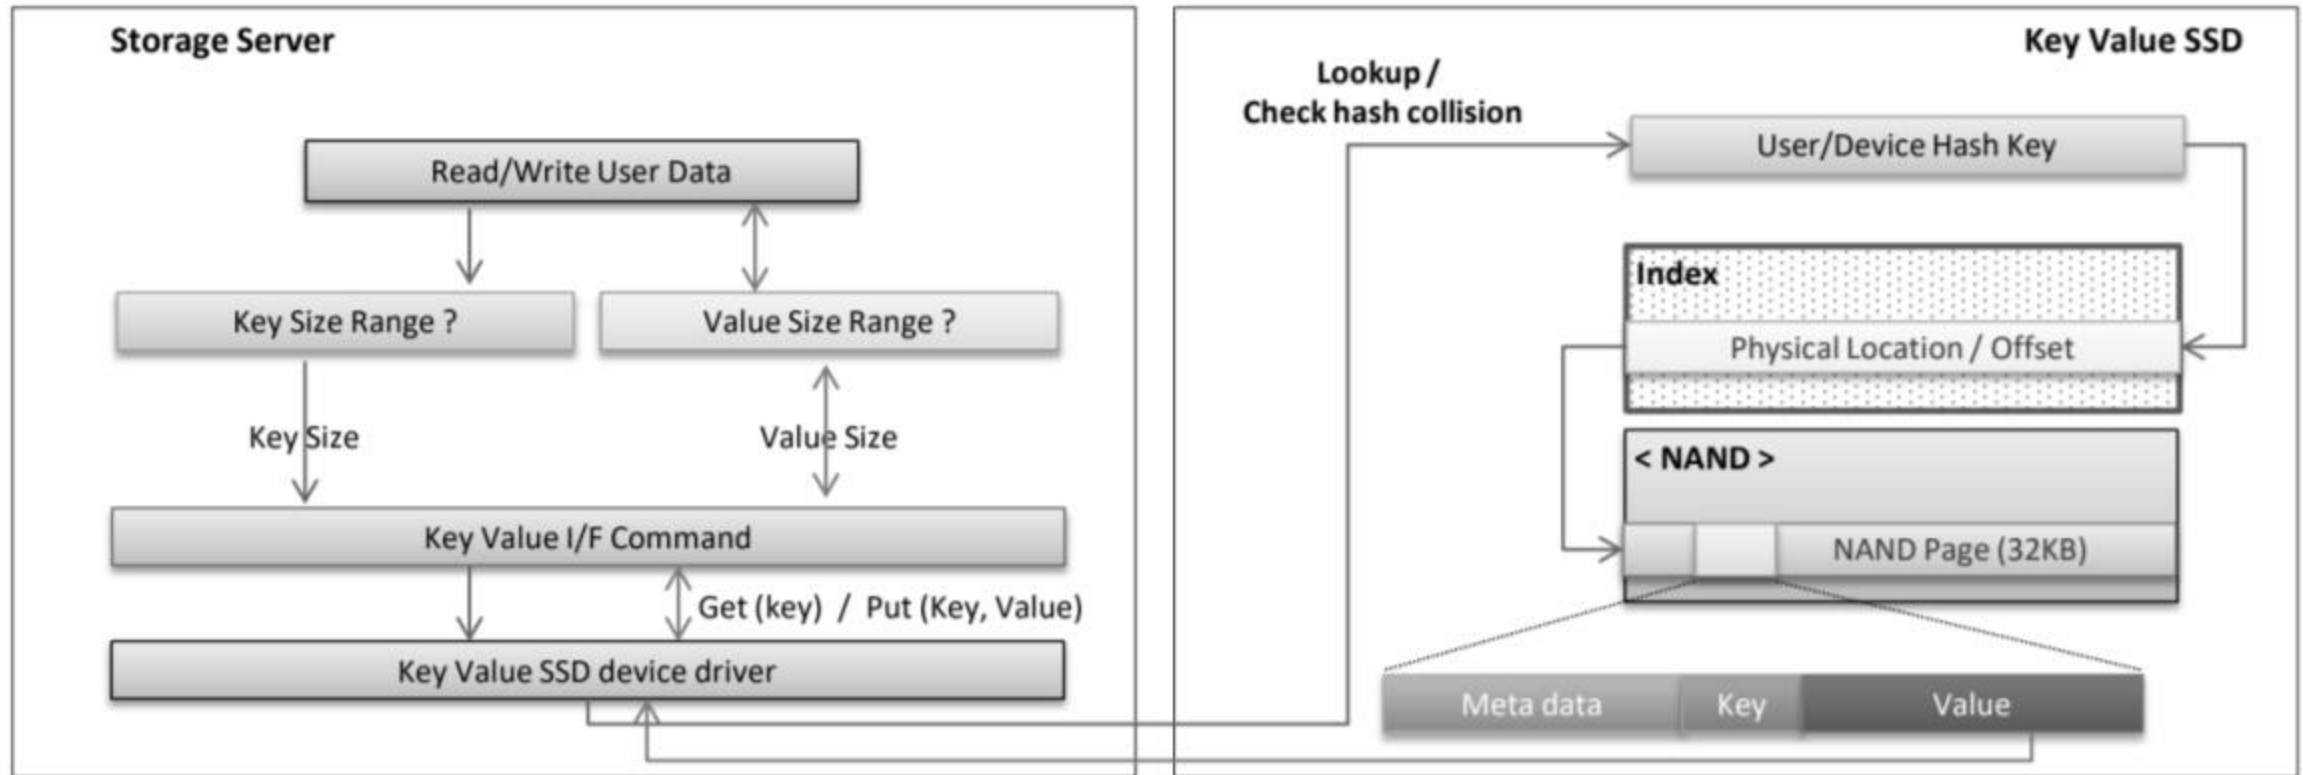 Storage Server
Read/Write User Data
Key Size Range ?
Value Size Range ?
Key Size
Value Size
Key Value I/F Command
Get (key) / Put (Key, Value)
Key Value SSD device driver
Key Value SSD
Lookup /
Check hash collision
User/Device Hash Key
Index
Physical Location / Offset
< NAND >
NAND Page (32KB)
Meta data
Key
Value